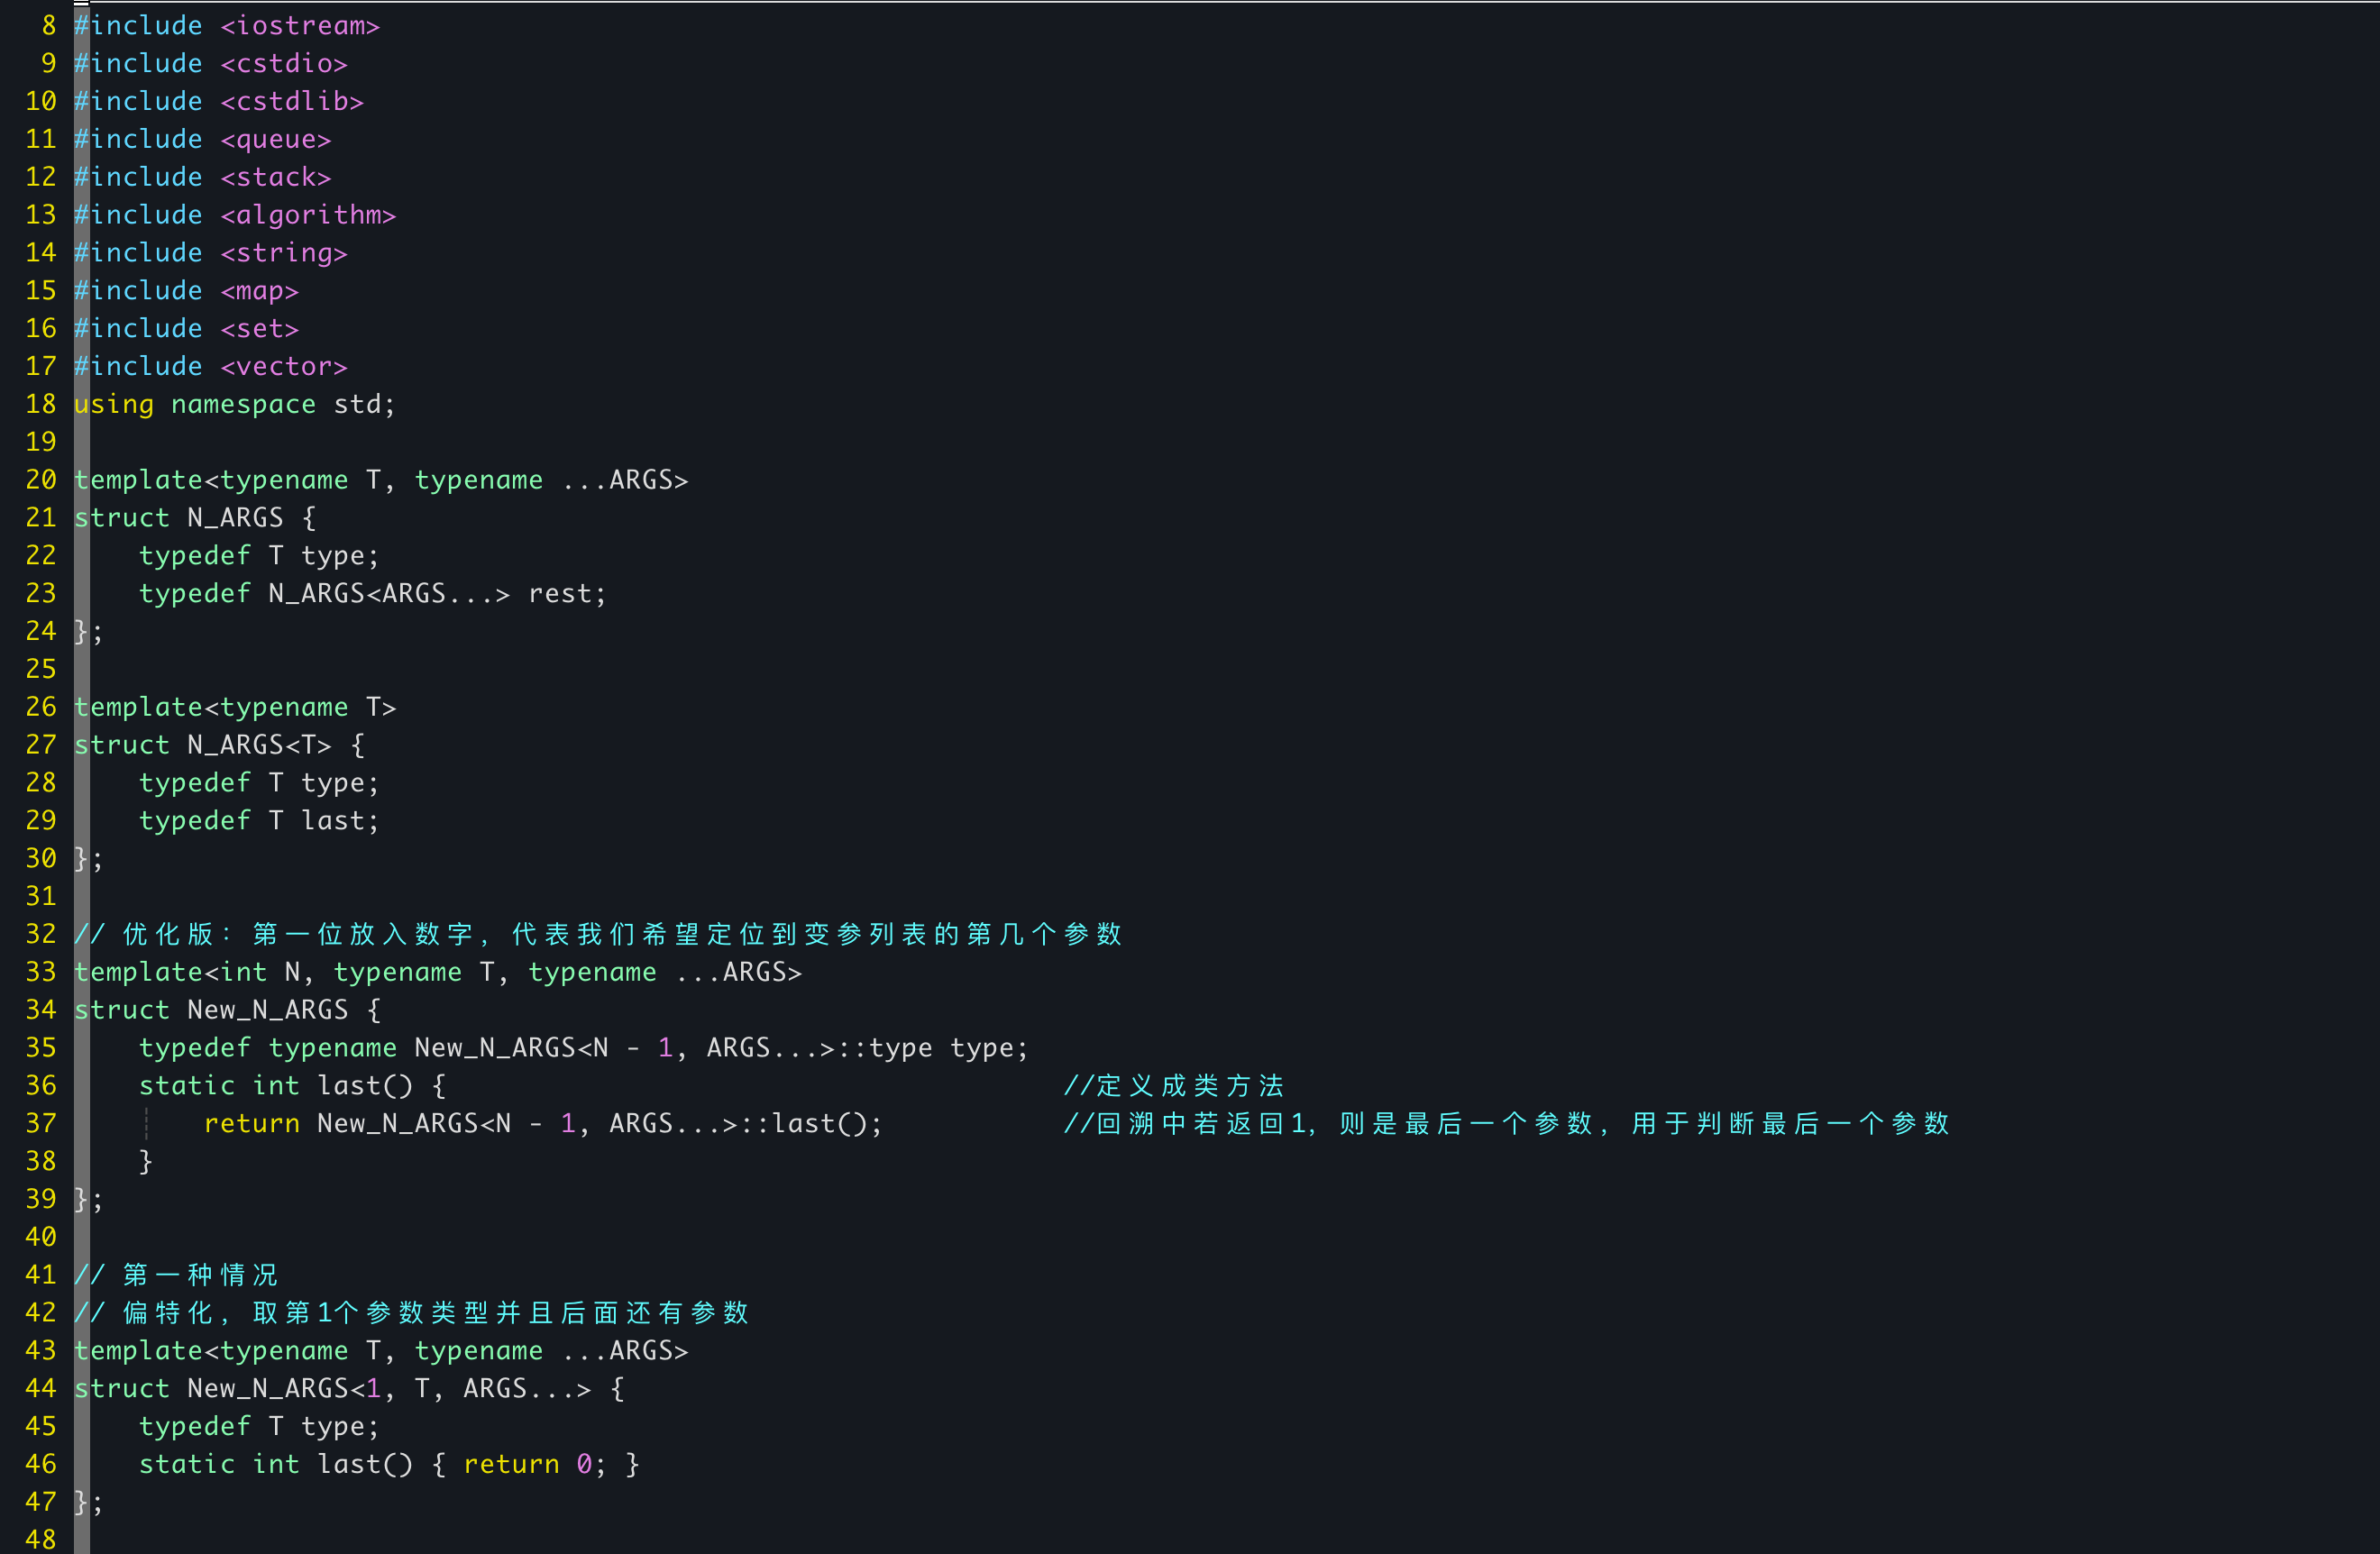 8 #include <iostream>
9 #include <cstdio>
10 #include <cstdlib>
11 #include <queue>
12 #include <stack>
13 #include <algorithm>
14 #include <string>
15 #include <map>
16 #include <set>
17 #include <vector>
18 using namespace std;
19
20 template<typename T, typename ...ARGS>
21 struct N_ARGS {
22     typedef T type;
23     typedef N_ARGS<ARGS...> rest;
24 };
25
26 template<typename T>
27 struct N_ARGS<T> {
28     typedef T type;
29     typedef T last;
30 };
31
32 // 优化版：第一位放入数字，代表我们希望定位到变参列表的第几个参数
33 template<int N, typename T, typename ...ARGS>
34 struct New_N_ARGS {
35     typedef typename New_N_ARGS<N - 1, ARGS...>::type type;
36     static int last() {                                      //定义成类方法
37         return New_N_ARGS<N - 1, ARGS...>::last();           //回溯中若返回1，则是最后一个参数，用于判断最后一个参数
38     }
39 };
40
41 // 第一种情况
42 // 偏特化，取第1个参数类型并且后面还有参数
43 template<typename T, typename ...ARGS>
44 struct New_N_ARGS<1, T, ARGS...> {
45     typedef T type;
46     static int last() { return 0; }
47 };
48